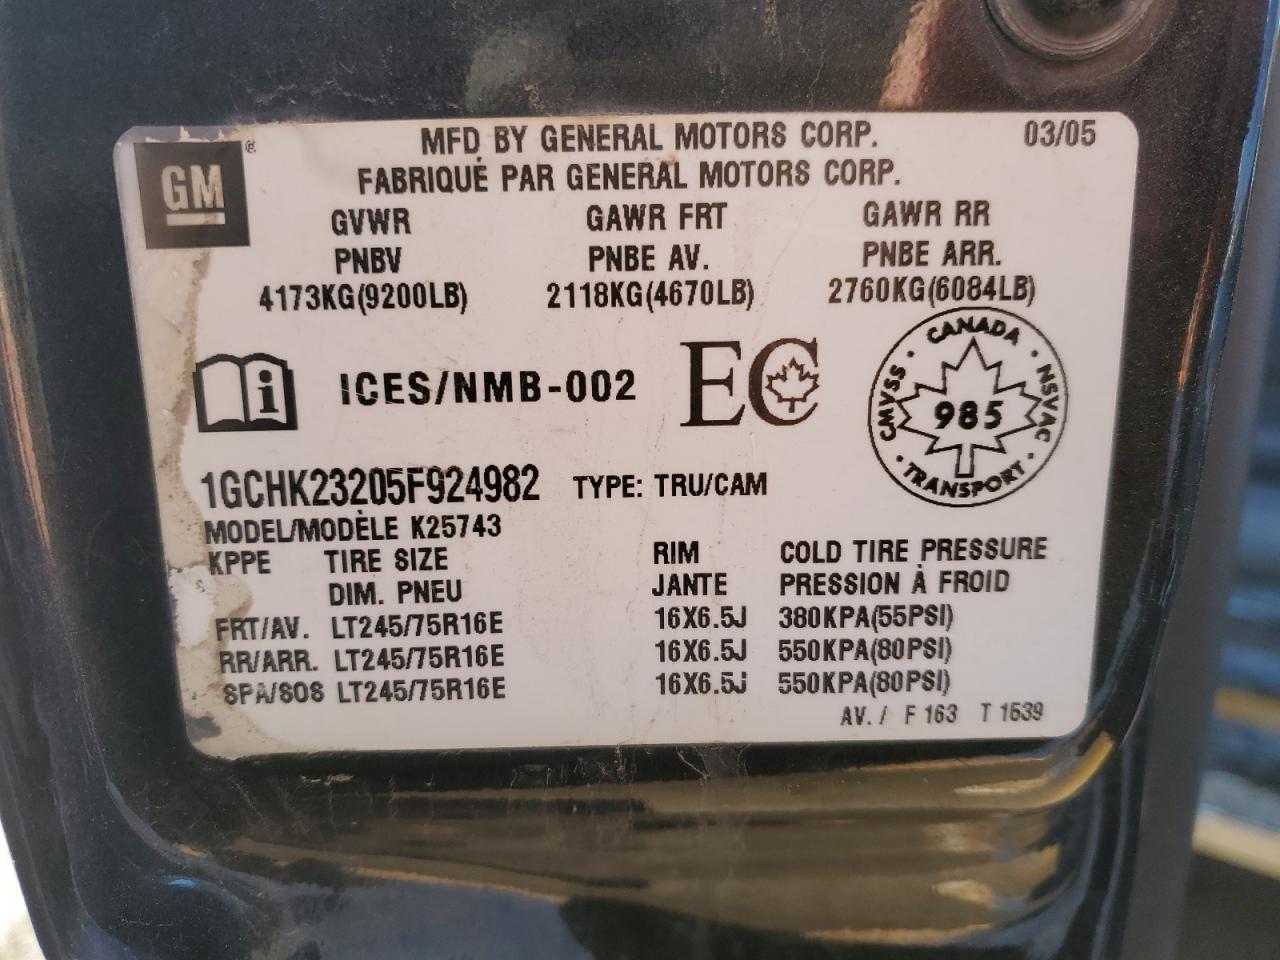 MFD BY GENERAL MOTORS CORP. 03/05
GM ®
FABRIQUÉ PAR GENERAL MOTORS CORP.
GVWR GAWR FRT GAWR RR
PNBV PNBE AV. PNBE ARR.
4173KG(9200LB) 2118KG(4670LB) 2760KG(6084LB)
i ICES/NMB-002 EC
CANADA
CMVSS 985 NSVAC
TRANSPORT
1GCHK23205F924982 TYPE: TRU/CAM
MODEL/MODÈLE K25743
KPPE TIRE SIZE RIM COLD TIRE PRESSURE
DIM. PNEU JANTE PRESSION À FROID
FRT/AV. LT245/75R16E 16X6.5J 380KPA(55PSI)
RR/ARR. LT245/75R16E 16X6.5J 550KPA(80PSI)
SPA/SOS LT245/75R16E 16X6.5J 550KPA(80PSI)
AV. / F 163 T 1539